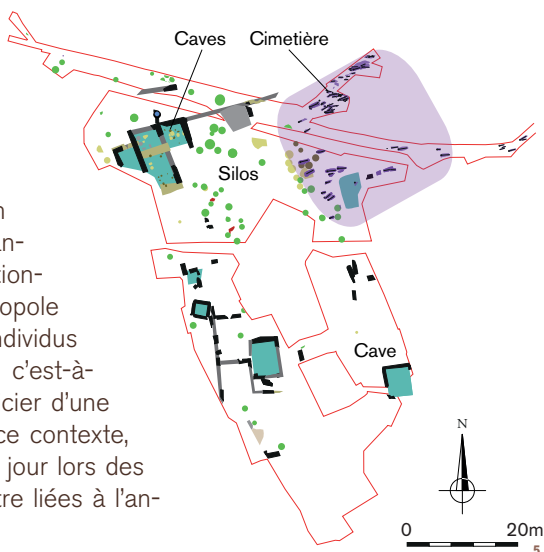 Caves Cimetière
Silos
n
an-
tion-
opole
ndividus
c'est-à-
cier d'une
ce contexte,
jour lors des
tre liées à l'an-
Cave
N
0 20m
5